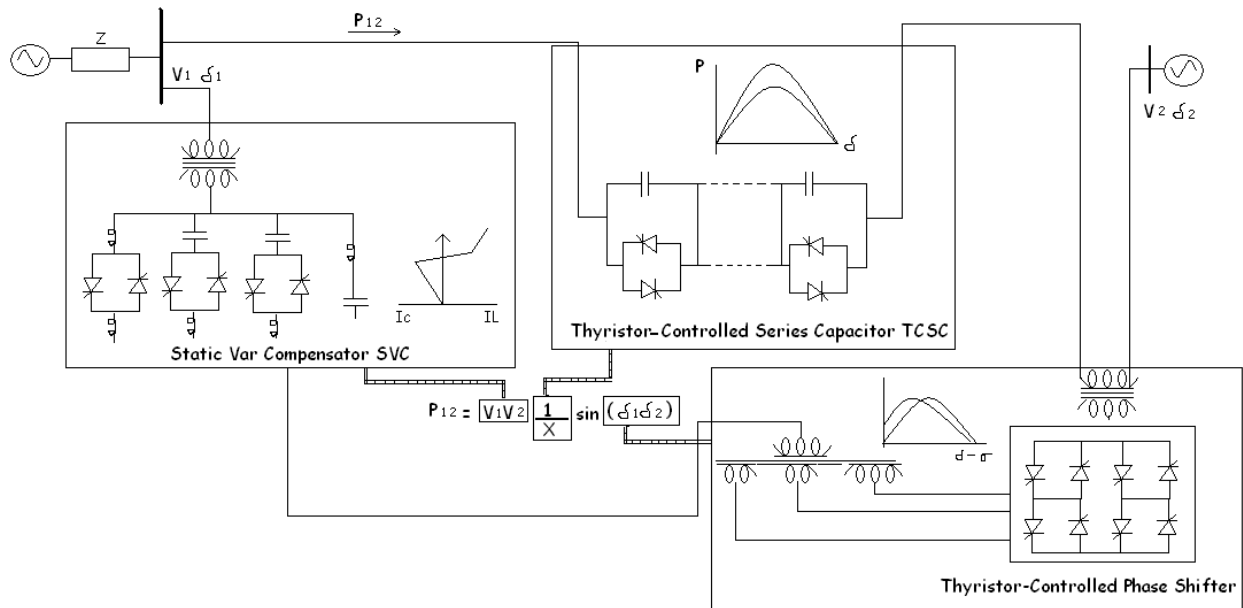 P12
Z
V1 δ1
P
δ
V2 δ2
Ic IL
Static Var Compensator SVC
Thyristor-Controlled Series Capacitor TCSC
P12 = V1V2 1/X sin (δ1δ2)
δ-σ
Thyristor-Controlled Phase Shifter